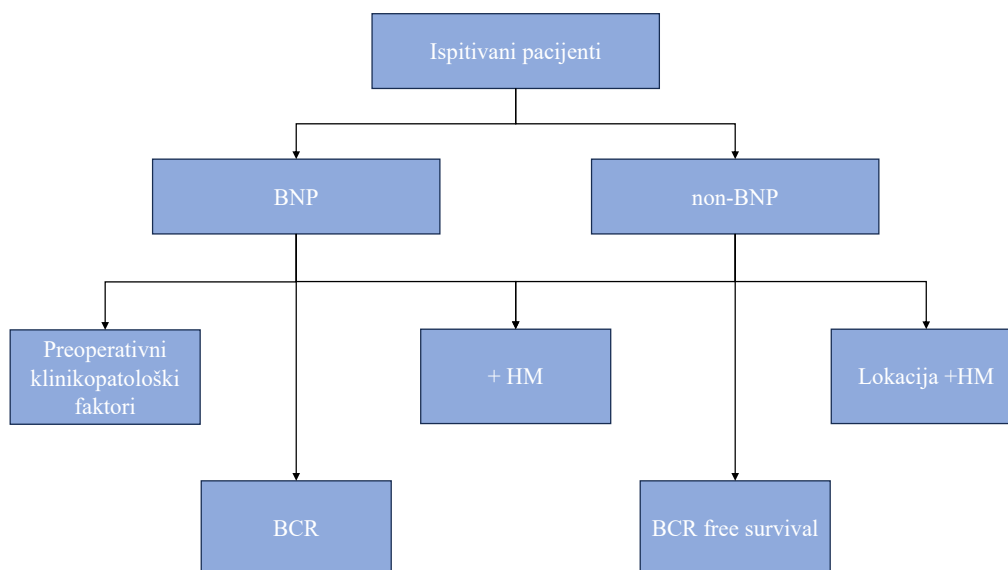 Ispitivani pacijenti
BNP
non-BNP
Preoperativni
klinikopatološki
faktori
+ HM
Lokacija +HM
BCR
BCR free survival